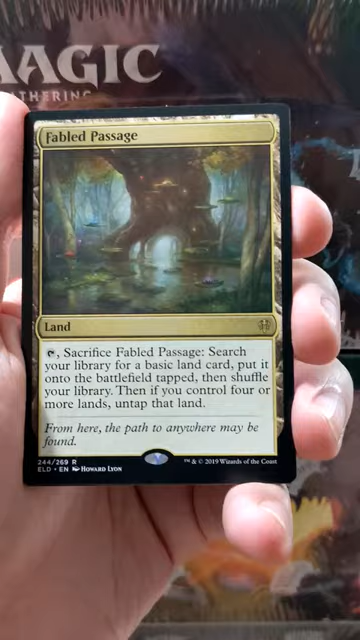 MAGIC
GATHERING
Fabled Passage
Land
, Sacrifice Fabled Passage: Search
your library for a basic land card, put it
onto the battlefield tapped, then shuffle
your library. Then if you control four or
more lands, untap that land.
From here, the path to anywhere may be
found.
244/269 R
ELD • EN Howard Lyon
™ & © 2019 Wizards of the Coast